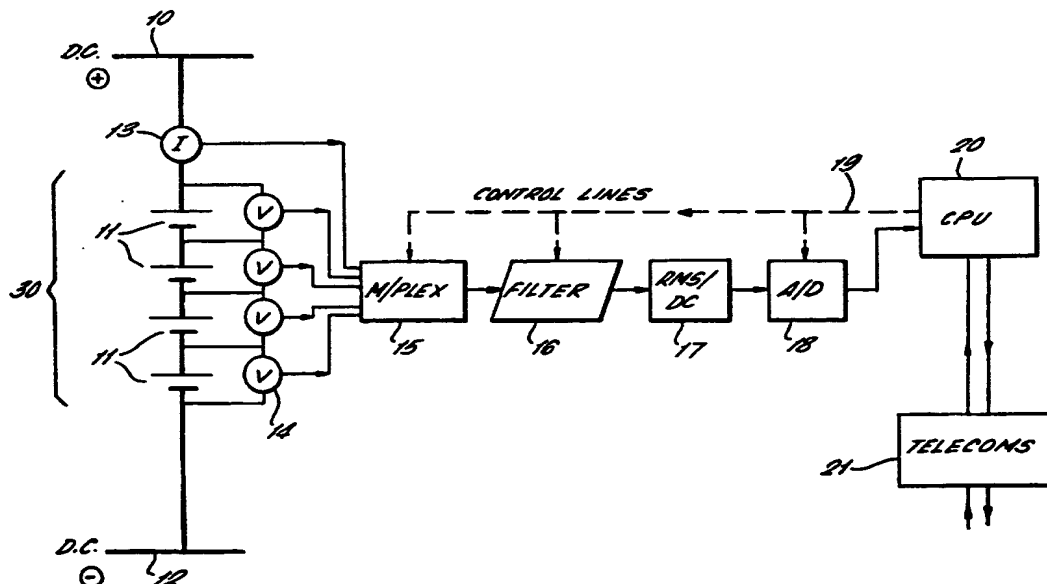 10
D.C.
⊕
13
I
20
19
CONTROL LINES
CPU
11
V
V
30
M/PLEX
FILTER
RMS/
DC
A/D
V
15
16
17
18
11
V
14
TELECOMS
21
D.C.
12
⊖